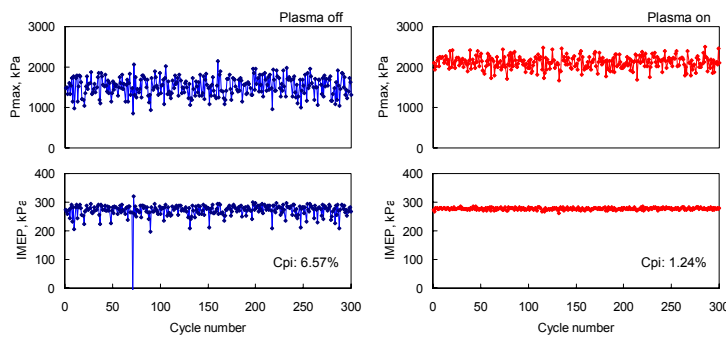 Plasma off
Pmax, kPa
3000
2000
1000
0
IMEP, kPa
400
300
200
100
0
Cpi: 6.57%
0 50 100 150 200 250 300
Cycle number
Plasma on
Pmax, kPa
3000
2000
1000
0
IMEP, kPa
400
300
200
100
0
Cpi: 1.24%
0 50 100 150 200 250 300
Cycle number